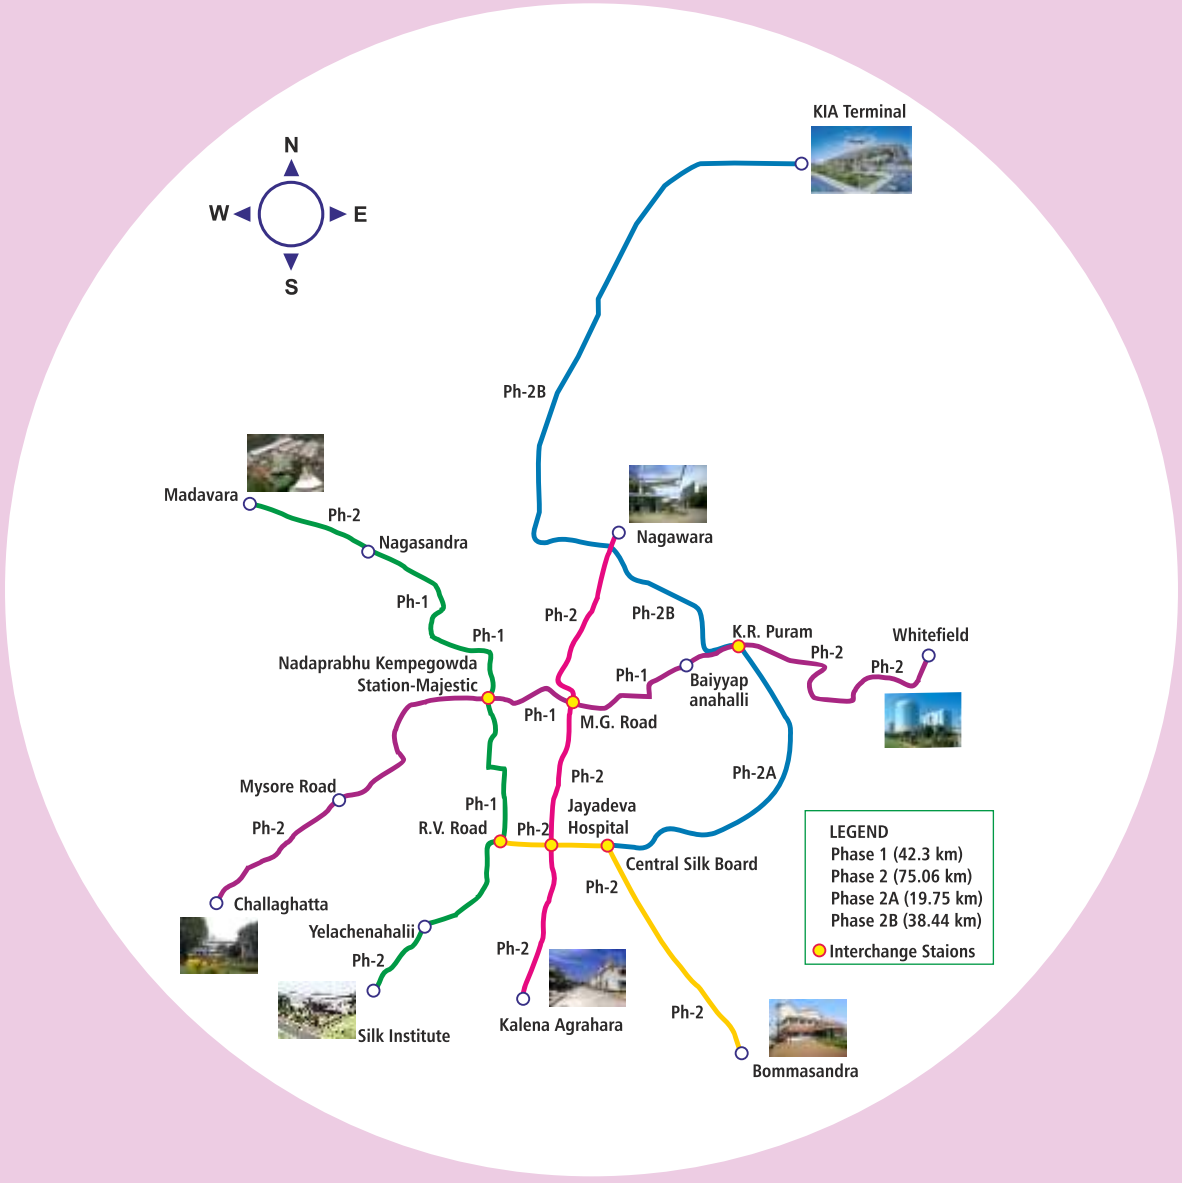 KIA Terminal
N
W
E
S
Ph-2B
Madavara
Ph-2
Nagasandra
Nagawara
Ph-1
Ph-2
Ph-2B
Ph-1
K.R. Puram
Whitefield
Ph-2
Ph-2
Nadaprabhu Kempegowda
Station-Majestic
Ph-1
Baiyyap
anahalli
Ph-1
M.G. Road
Ph-2
Ph-2A
Mysore Road
Ph-1
Jayadeva
Hospital
Ph-2
R.V. Road
Ph-2
Central Silk Board
Ph-2
LEGEND
Phase 1 (42.3 km)
Phase 2 (75.06 km)
Phase 2A (19.75 km)
Phase 2B (38.44 km)
Interchange Staions
Challaghatta
Yelachenahalii
Ph-2
Ph-2
Silk Institute
Kalena Agrahara
Ph-2
Bommasandra